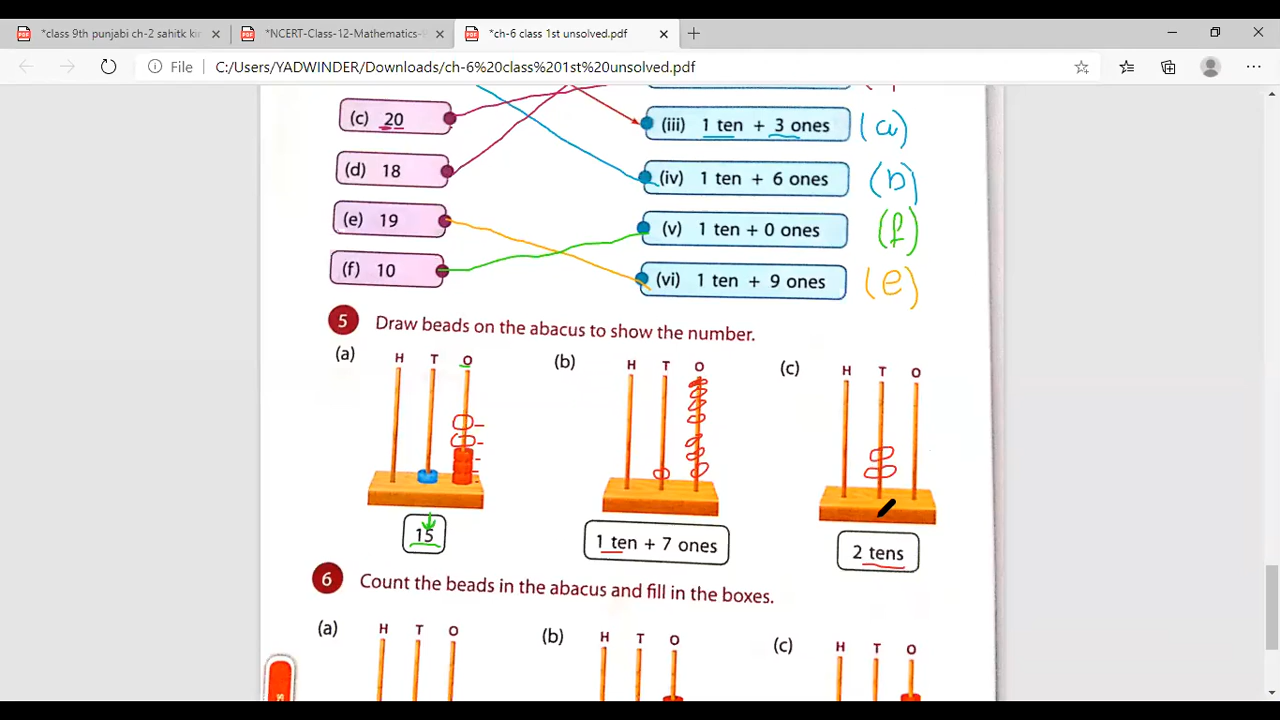 *class 9th punjabi ch-2 sahitk kir
*NCERT-Class-12-Mathematics-
*ch-6 class 1st unsolved.pdf
File
C:/Users/YADWINDER/Downloads/ch-6%20class%201st%20unsolved.pdf
(c) 20
(iii) 1 ten + 3 ones
(a)
(d) 18
(iv) 1 ten + 6 ones
(b)
(e) 19
(v) 1 ten + 0 ones
(f)
(f) 10
(vi) 1 ten + 9 ones
(e)
5 Draw beads on the abacus to show the number.
(a) H T O
(b) H T O
(c) H T O
15
1 ten + 7 ones
2 tens
6 Count the beads in the abacus and fill in the boxes.
(a) H T O
(b) H T O
(c) H T O